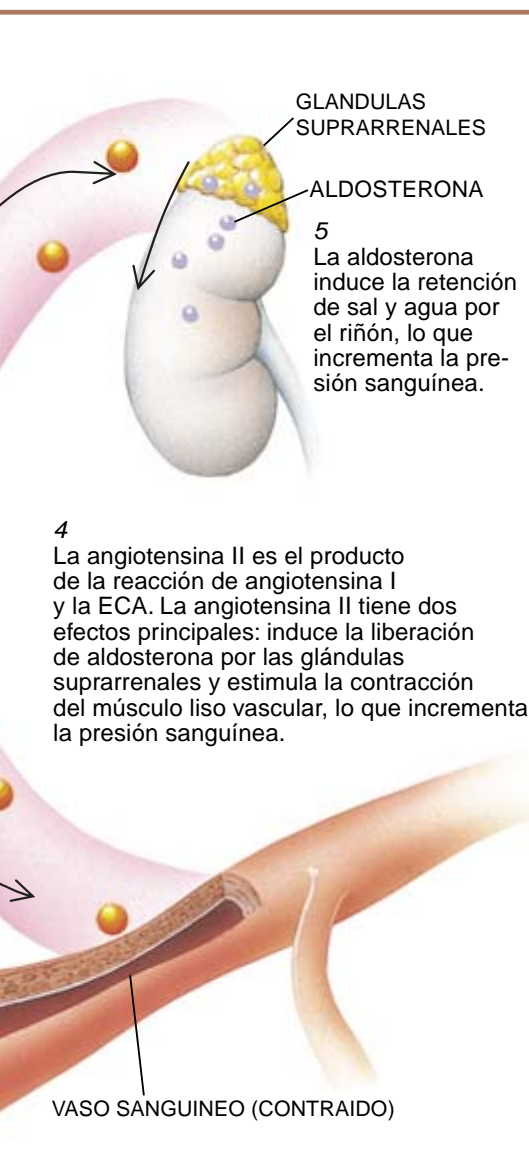 GLANDULAS
SUPRARRENALES
ALDOSTERONA
5
La aldosterona
induce la retención
de sal y agua por
el riñón, lo que
incrementa la pre-
sión sanguínea.
4
La angiotensina II es el producto
de la reacción de angiotensina I
y la ECA. La angiotensina II tiene dos
efectos principales: induce la liberación
de aldosterona por las glándulas
suprarrenales y estimula la contracción
del músculo liso vascular, lo que incrementa
la presión sanguínea.
VASO SANGUINEO (CONTRAIDO)